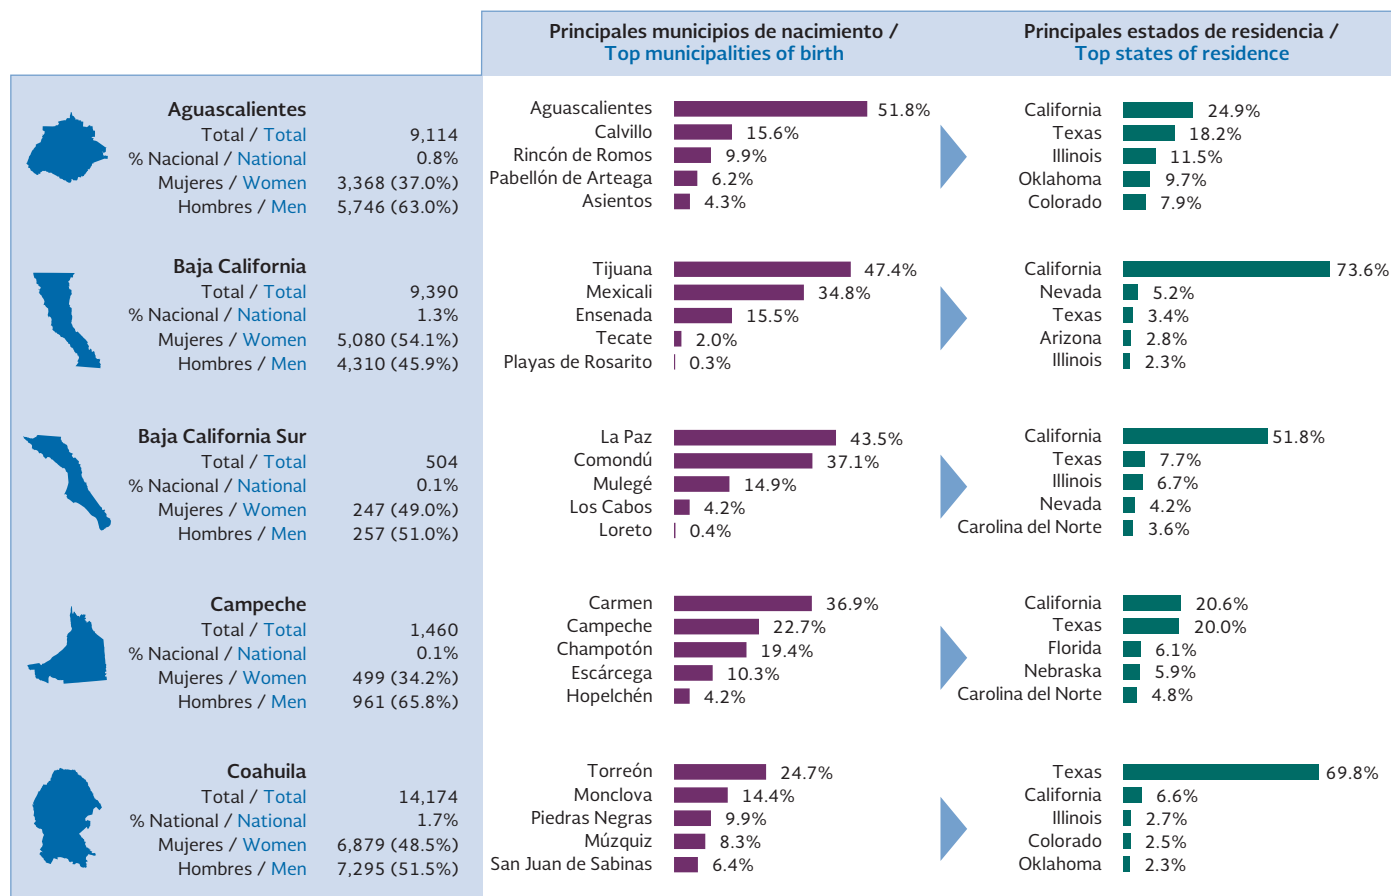 Principales municipios de nacimiento /
Top municipalities of birth
Principales estados de residencia /
Top states of residence
Aguascalientes
Total / Total 9,114
% Nacional / National 0.8%
Mujeres / Women 3,368 (37.0%)
Hombres / Men 5,746 (63.0%)
Aguascalientes 51.8%
Calvillo 15.6%
Rincón de Romos 9.9%
Pabellón de Arteaga 6.2%
Asientos 4.3%
California 24.9%
Texas 18.2%
Illinois 11.5%
Oklahoma 9.7%
Colorado 7.9%
Baja California
Total / Total 9,390
% Nacional / National 1.3%
Mujeres / Women 5,080 (54.1%)
Hombres / Men 4,310 (45.9%)
Tijuana 47.4%
Mexicali 34.8%
Ensenada 15.5%
Tecate 2.0%
Playas de Rosarito 0.3%
California 73.6%
Nevada 5.2%
Texas 3.4%
Arizona 2.8%
Illinois 2.3%
Baja California Sur
Total / Total 504
% Nacional / National 0.1%
Mujeres / Women 247 (49.0%)
Hombres / Men 257 (51.0%)
La Paz 43.5%
Comondú 37.1%
Mulegé 14.9%
Los Cabos 4.2%
Loreto 0.4%
California 51.8%
Texas 7.7%
Illinois 6.7%
Nevada 4.2%
Carolina del Norte 3.6%
Campeche
Total / Total 1,460
% Nacional / National 0.1%
Mujeres / Women 499 (34.2%)
Hombres / Men 961 (65.8%)
Carmen 36.9%
Campeche 22.7%
Champotón 19.4%
Escárcega 10.3%
Hopelchén 4.2%
California 20.6%
Texas 20.0%
Florida 6.1%
Nebraska 5.9%
Carolina del Norte 4.8%
Coahuila
Total / Total 14,174
% National / National 1.7%
Mujeres / Women 6,879 (48.5%)
Hombres / Men 7,295 (51.5%)
Torreón 24.7%
Monclova 14.4%
Piedras Negras 9.9%
Múzquiz 8.3%
San Juan de Sabinas 6.4%
Texas 69.8%
California 6.6%
Illinois 2.7%
Colorado 2.5%
Oklahoma 2.3%